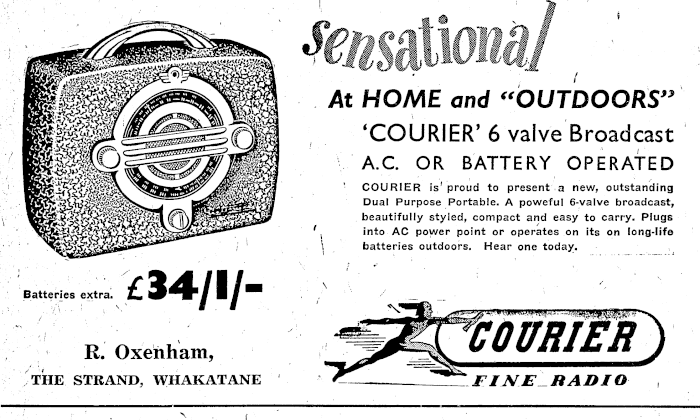 sensational
At HOME and "OUTDOORS"
'COURIER' 6 valve Broadcast
A.C. OR BATTERY OPERATED
COURIER is proud to present a new, outstanding
Dual Purpose Portable. A poweful 6-valve broadcast,
beautifully styled, compact and easy to carry. Plugs
into AC power point or operates on its on long-life
batteries outdoors. Hear one today.
Batteries extra. £34/1/-
R. Oxenham,
THE STRAND, WHAKATANE
COURIER
FINE RADIO